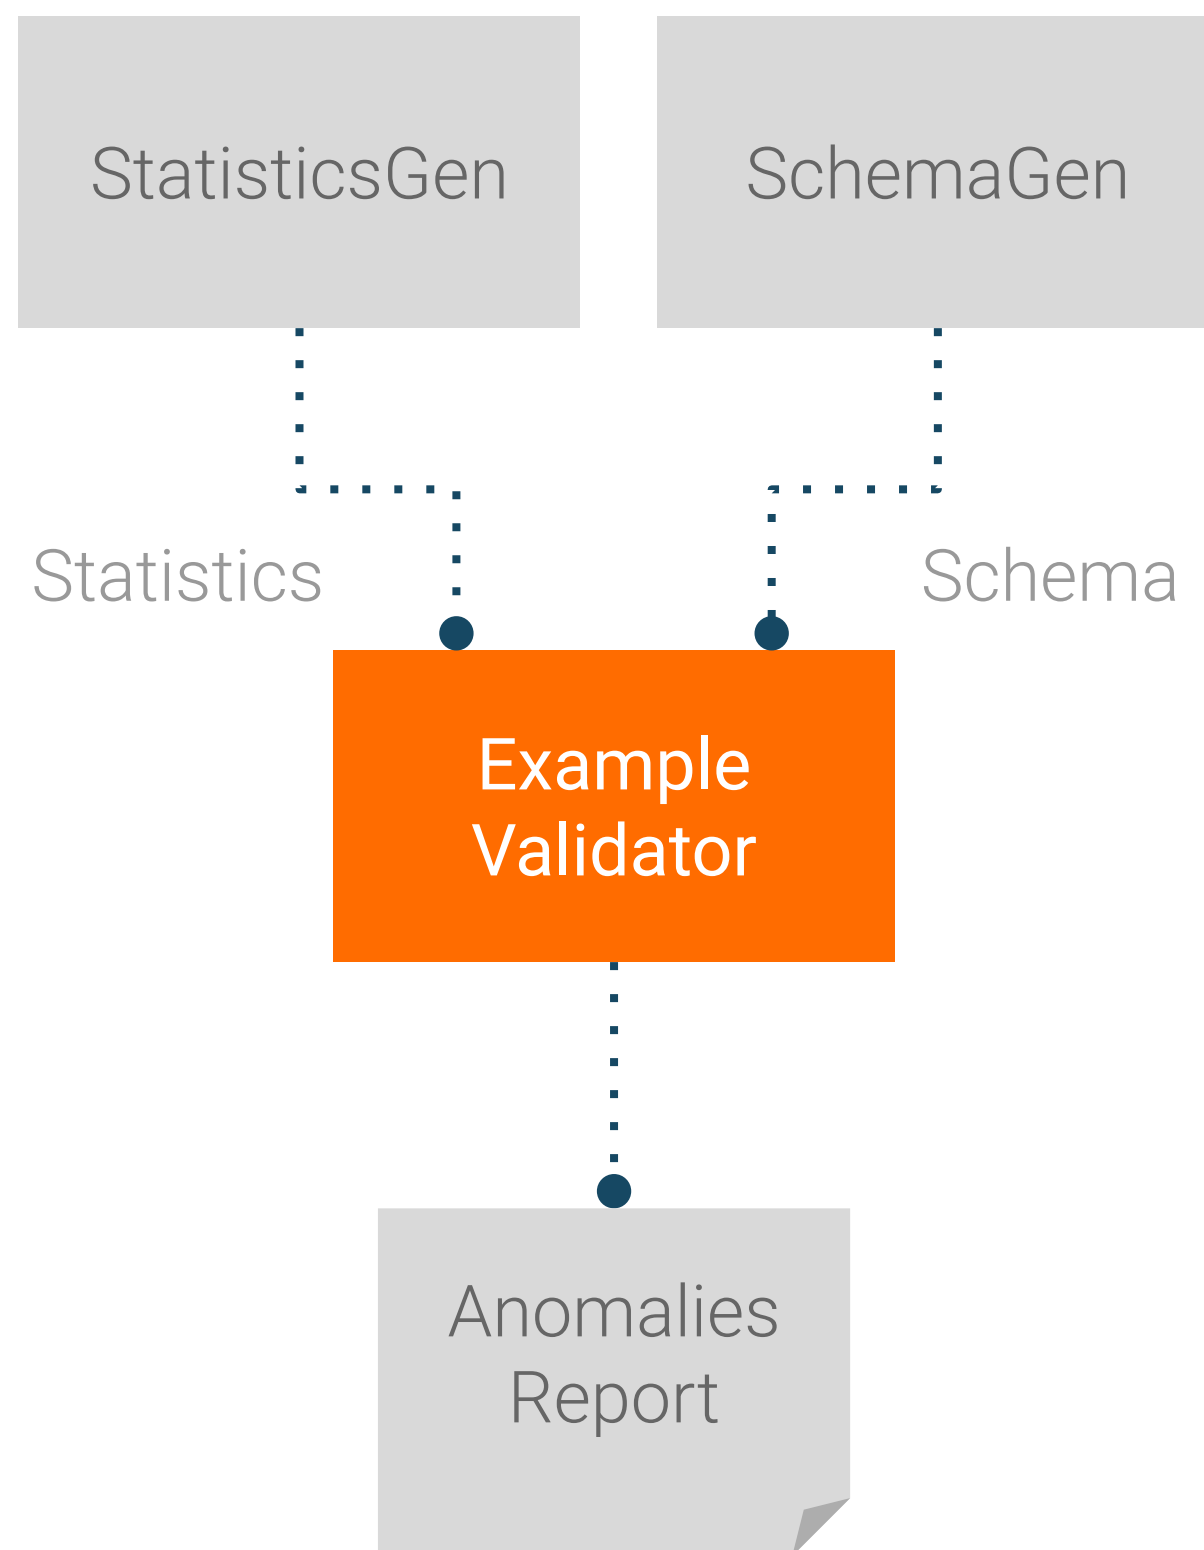 StatisticsGen
SchemaGen
Statistics
Schema
Example
Validator
Anomalies
Report